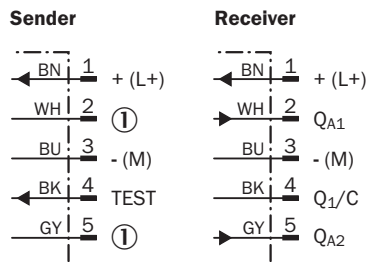 Sender
BN 1 + (L+)
WH 2 ①
BU 3 - (M)
BK 4 TEST
GY 5 ①
Receiver
BN 1 + (L+)
WH 2 QA1
BU 3 - (M)
BK 4 Q1/C
GY 5 QA2